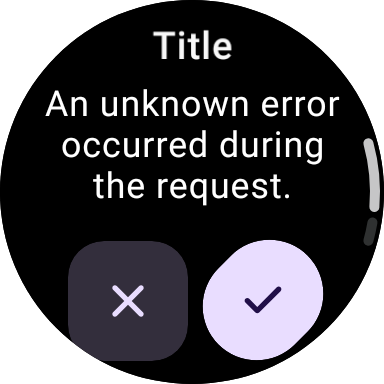 Title
An unknown error
occurred during
the request.